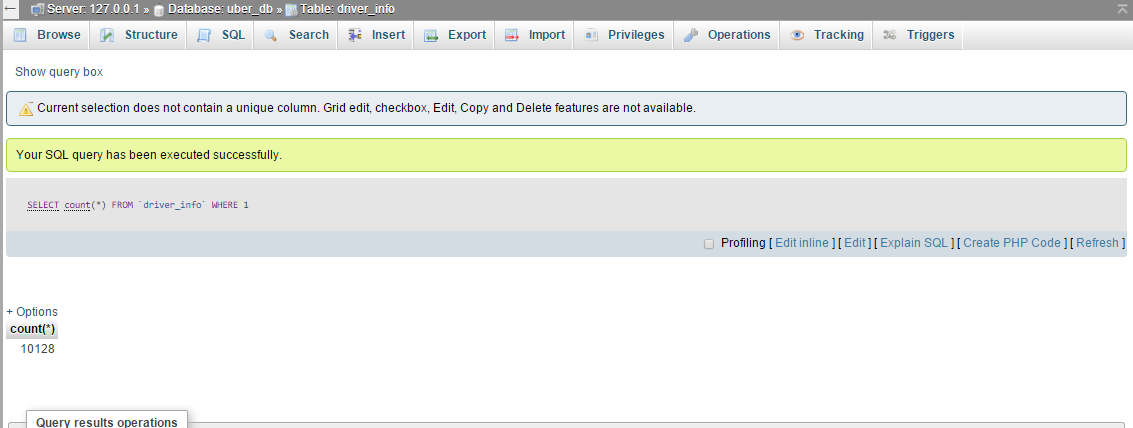 Server: 127.0.0.1 » Database: uber_db » Table: driver_info
Browse Structure SQL Search Insert Export Import Privileges Operations Tracking Triggers
Show query box
Current selection does not contain a unique column. Grid edit, checkbox, Edit, Copy and Delete features are not available.
Your SQL query has been executed successfully.
SELECT count(*) FROM `driver_info` WHERE 1
Profiling [ Edit inline ] [ Edit ] [ Explain SQL ] [ Create PHP Code ] [ Refresh ]
+ Options
count(*)
10128
Query results operations